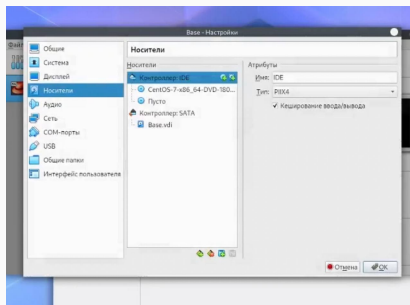 Base - Настройки
Общие
Система
Дисплей
Носители
Аудио
Сеть
COM-порты
USB
Общие папки
Интерфейс пользователя
Носители
Носители
Контроллер: IDE
CentOS-7-x86_64-DVD-180...
Пусто
Контроллер: SATA
Base.vdi
Атрибуты
Имя: IDE
Тип: PIIX4
Кеширование ввода/вывода
Отмена
OK